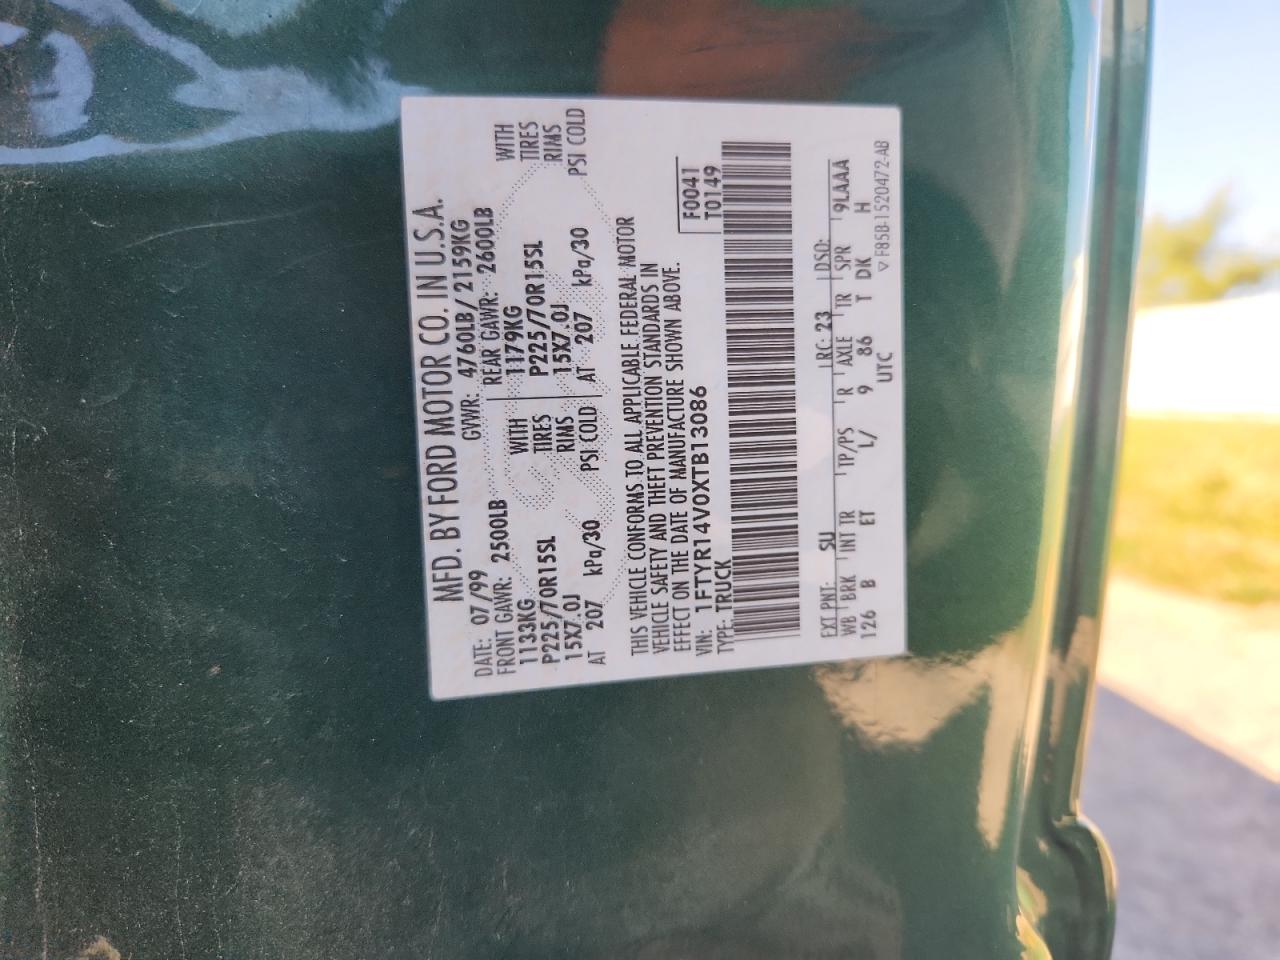 MFD. BY FORD MOTOR CO. IN U.S.A.
DATE: 07/99 GVWR: 4760LB/ 2159KG
FRONT GAWR: 2500LB REAR GAWR: 2600LB
1133KG WITH 1179KG WITH
P225/70R15SL TIRES P225/70R15SL TIRES
15X7.0J RIMS 15X7.0J RIMS
AT 207 kPa/30 PSI COLD AT 207 kPa/30 PSI COLD
THIS VEHICLE CONFORMS TO ALL APPLICABLE FEDERAL MOTOR
VEHICLE SAFETY AND THEFT PREVENTION STANDARDS IN
EFFECT ON THE DATE OF MANUFACTURE SHOWN ABOVE.
VIN: 1FTYR14V0XTB13086 F0041
TYPE: TRUCK T0149
EXT PNT: SU RC: 23 DSO:
WB BRK INT TR TP/PS R AXLE TR SPR 9LAAA
126 B ET L/ 9 86 T DK H
UTC ▽F85B-1520472-AB